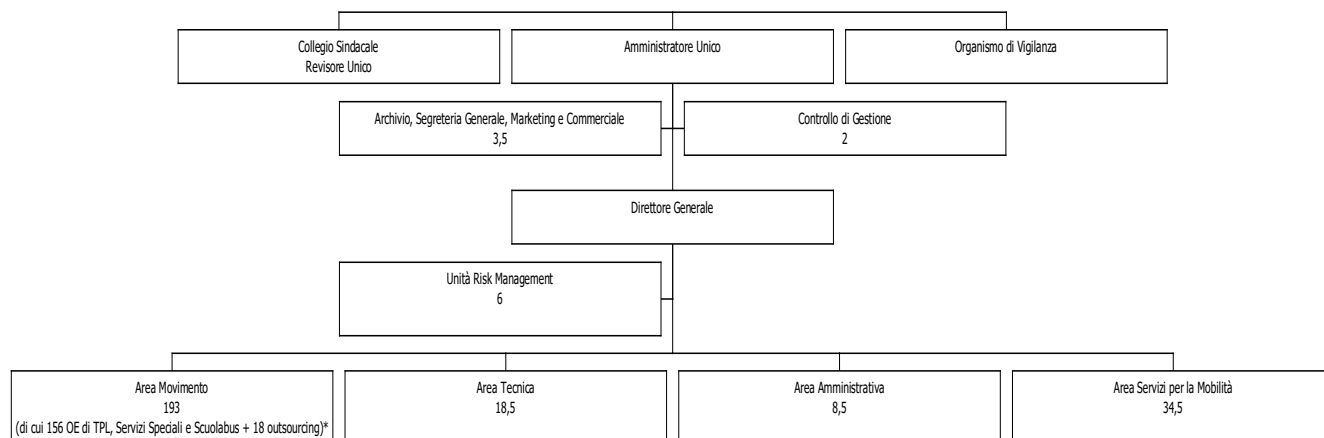 Collegio Sindacale
Revisore Unico
Amministratore Unico
Organismo di Vigilanza
Archivio, Segreteria Generale, Marketing e Commerciale
3,5
Controllo di Gestione
2
Direttore Generale
Unità Risk Management
6
Area Movimento
193
(di cui 156 OE di TPL, Servizi Speciali e Scuolabus + 18 outsourcing)*
Area Tecnica
18,5
Area Amministrativa
8,5
Area Servizi per la Mobilità
34,5